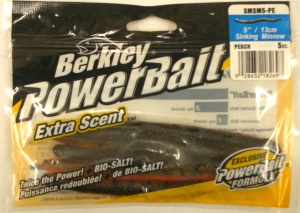 SMSM5-PE
5" / 13cm
Sinking Minnow
PERCH 5ct.
Berkley
PowerBait
Extra Scent
Twice the Power! BIO-SALT!
Puissance redoublée! de BIO-SALT!
EXCLUSIVE
PowerBait
FORMULA